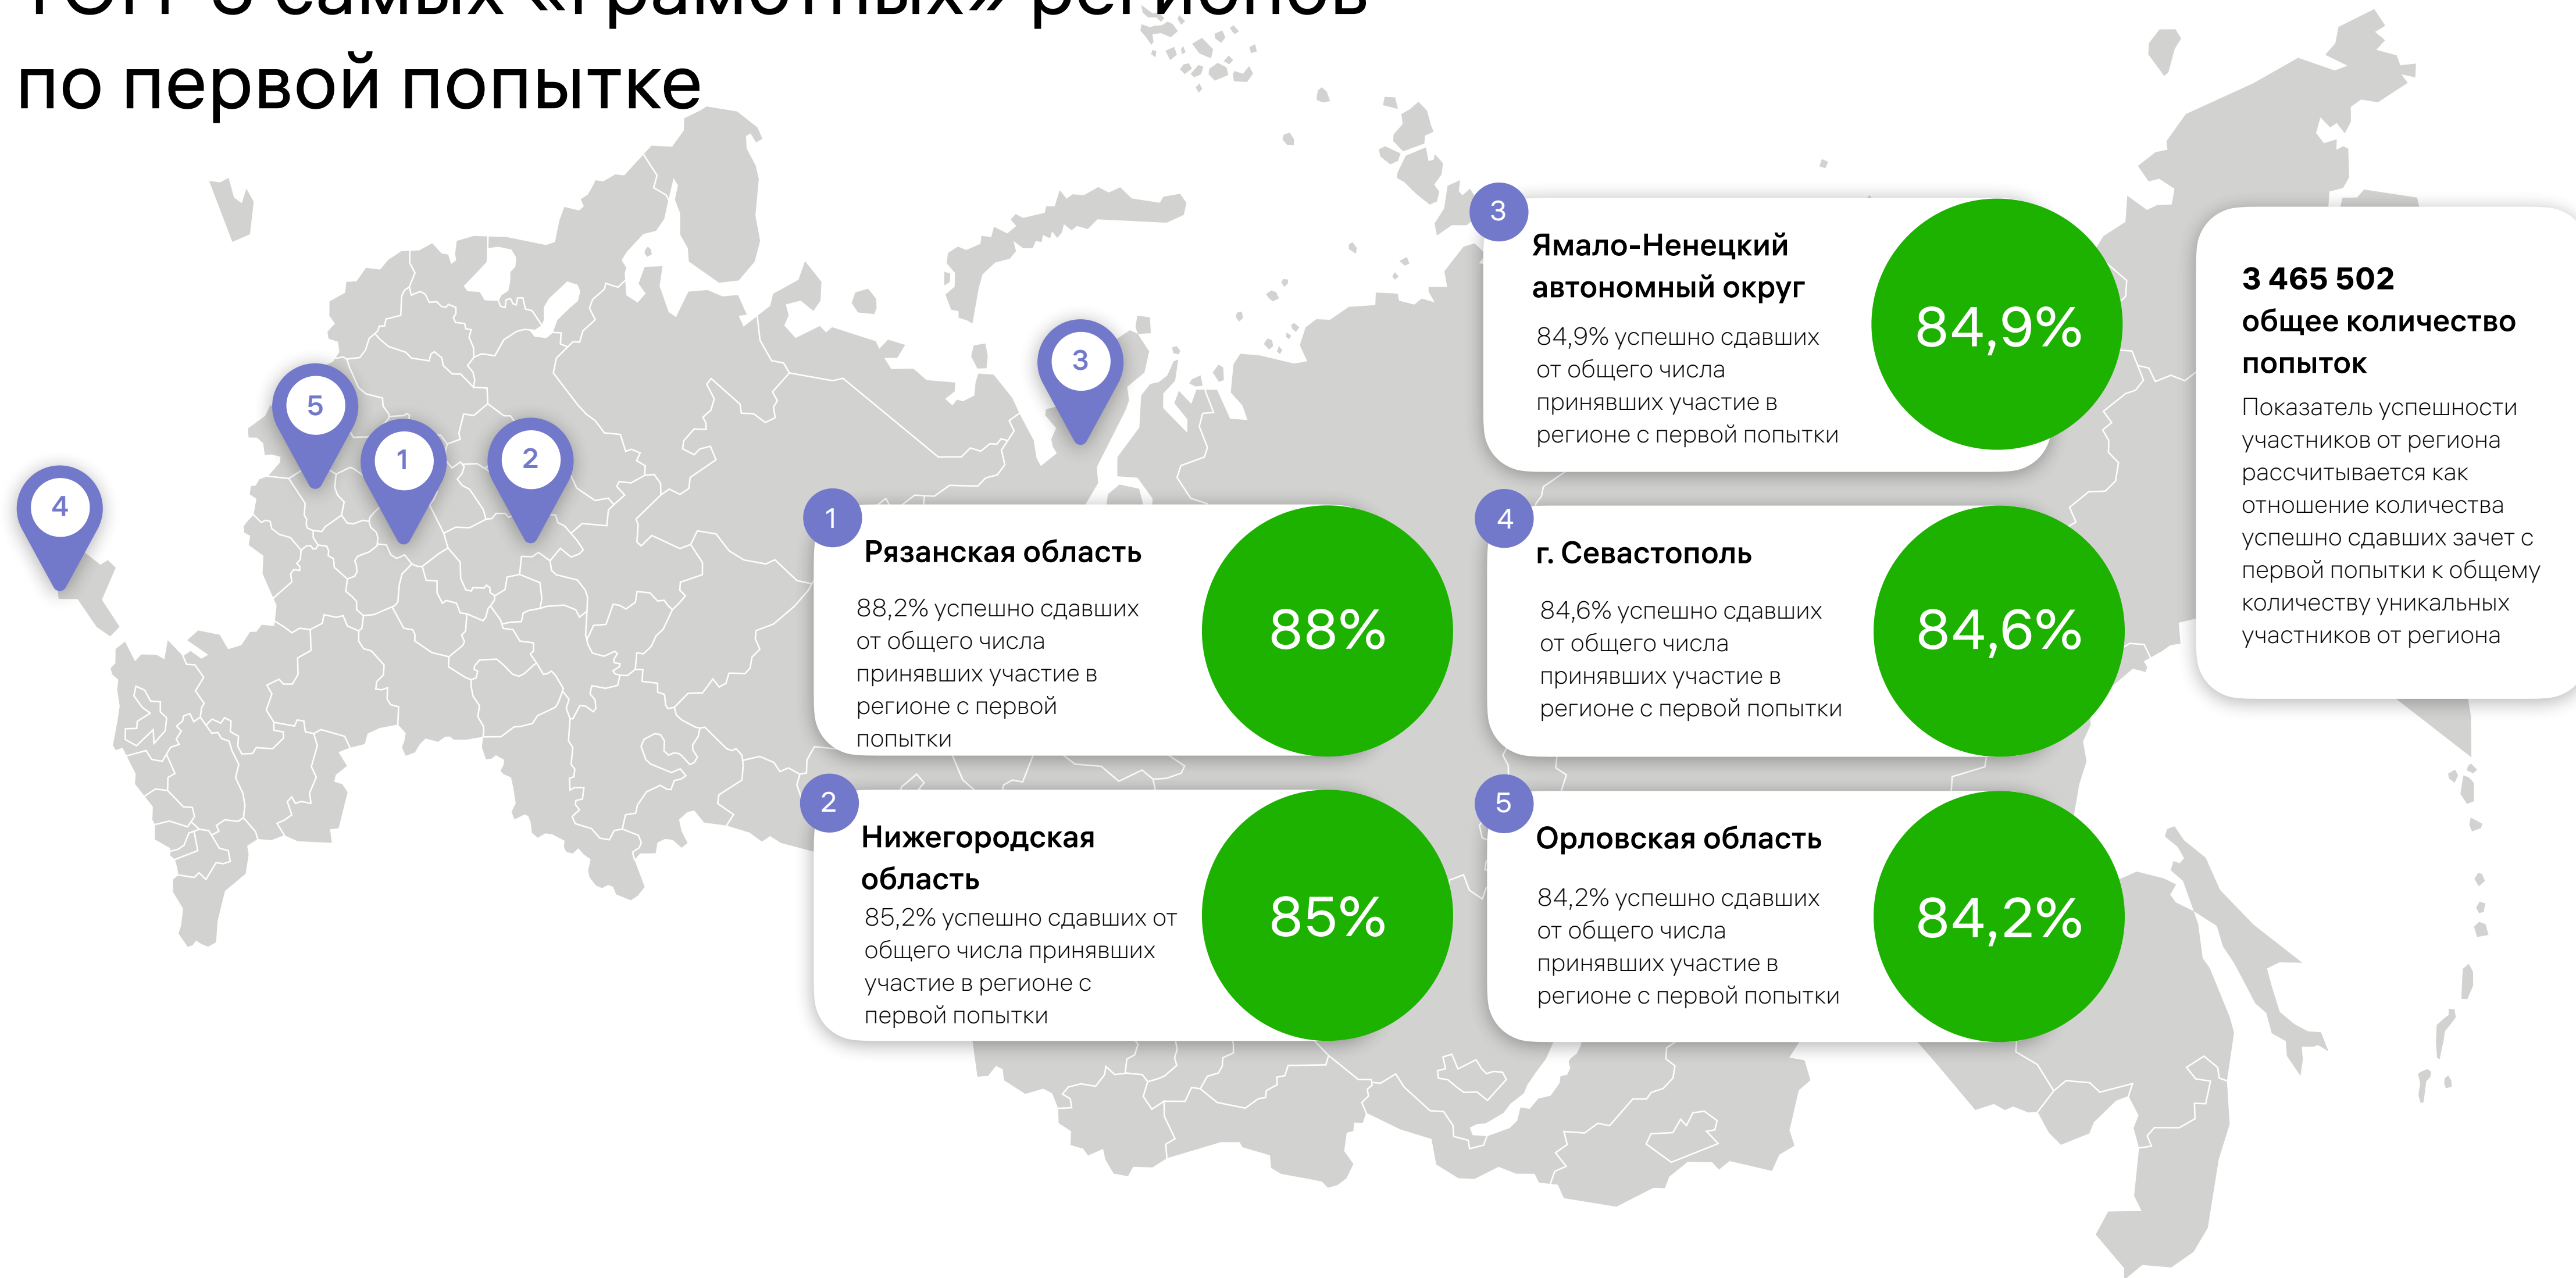 ТОП-5 самых «грамотных» регионов
по первой попытке
5
1
2
3
4
3
Ямало-Ненецкий
автономный округ
84,9% успешно сдавших
от общего числа
принявших участие в
регионе с первой попытки
84,9%
3 465 502
общее количество
попыток
Показатель успешности
участников от региона
рассчитывается как
отношение количества
успешно сдавших зачет с
первой попытки к общему
количеству уникальных
участников от региона
1
Рязанская область
88,2% успешно сдавших
от общего числа
принявших участие в
регионе с первой
попытки
88%
4
г. Севастополь
84,6% успешно сдавших
от общего числа
принявших участие в
регионе с первой попытки
84,6%
2
Нижегородская
область
85,2% успешно сдавших от
общего числа принявших
участие в регионе с
первой попытки
85%
5
Орловская область
84,2% успешно сдавших
от общего числа
принявших участие в
регионе с первой попытки
84,2%